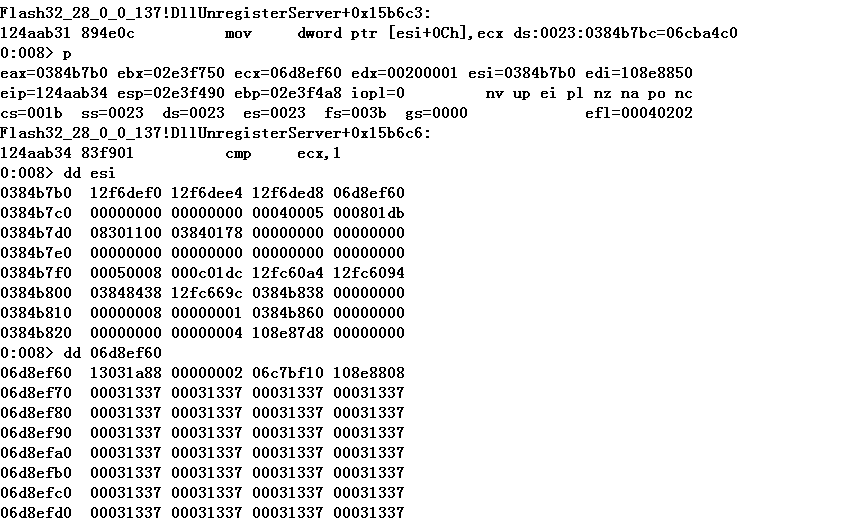 Flash32_28_0_0_137!DllUnregisterServer+0x15b6c3:
124aab31 894e0c          mov     dword ptr [esi+0Ch],ecx ds:0023:0384b7bc=06cba4c0
0:008> p
eax=0384b7b0 ebx=02e3f750 ecx=06d8ef60 edx=00200001 esi=0384b7b0 edi=108e8850
eip=124aab34 esp=02e3f490 ebp=02e3f4a8 iopl=0         nv up ei pl nz na po nc
cs=001b  ss=0023  ds=0023  es=0023  fs=003b  gs=0000             efl=00040202
Flash32_28_0_0_137!DllUnregisterServer+0x15b6c6:
124aab34 83f901          cmp     ecx,1
0:008> dd esi
0384b7b0  12f6def0 12f6dee4 12f6ded8 06d8ef60
0384b7c0  00000000 00000000 00040005 000801db
0384b7d0  08301100 03840178 00000000 00000000
0384b7e0  00000000 00000000 00000000 00000000
0384b7f0  00050008 000c01dc 12fc60a4 12fc6094
0384b800  03848438 12fc669c 0384b838 00000000
0384b810  00000008 00000001 0384b860 00000000
0384b820  00000000 00000004 108e87d8 00000000
0:008> dd 06d8ef60
06d8ef60  13031a88 00000002 06c7bf10 108e8808
06d8ef70  00031337 00031337 00031337 00031337
06d8ef80  00031337 00031337 00031337 00031337
06d8ef90  00031337 00031337 00031337 00031337
06d8efa0  00031337 00031337 00031337 00031337
06d8efb0  00031337 00031337 00031337 00031337
06d8efc0  00031337 00031337 00031337 00031337
06d8efd0  00031337 00031337 00031337 00031337